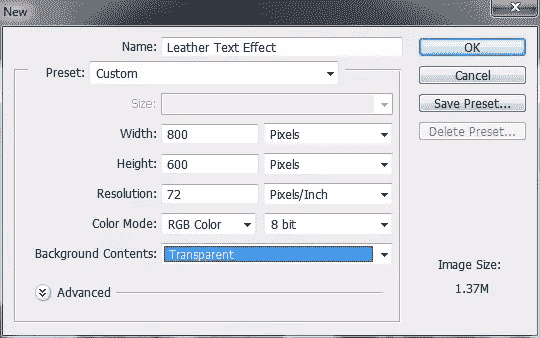 New
Name: Leather Text Effect
OK
Preset: Custom
Cancel
Size:
Save Preset...
Width: 800 Pixels
Delete Preset...
Height: 600 Pixels
Resolution: 72 Pixels/Inch
Color Mode: RGB Color 8 bit
Background Contents: Transparent
Image Size:
1.37M
Advanced